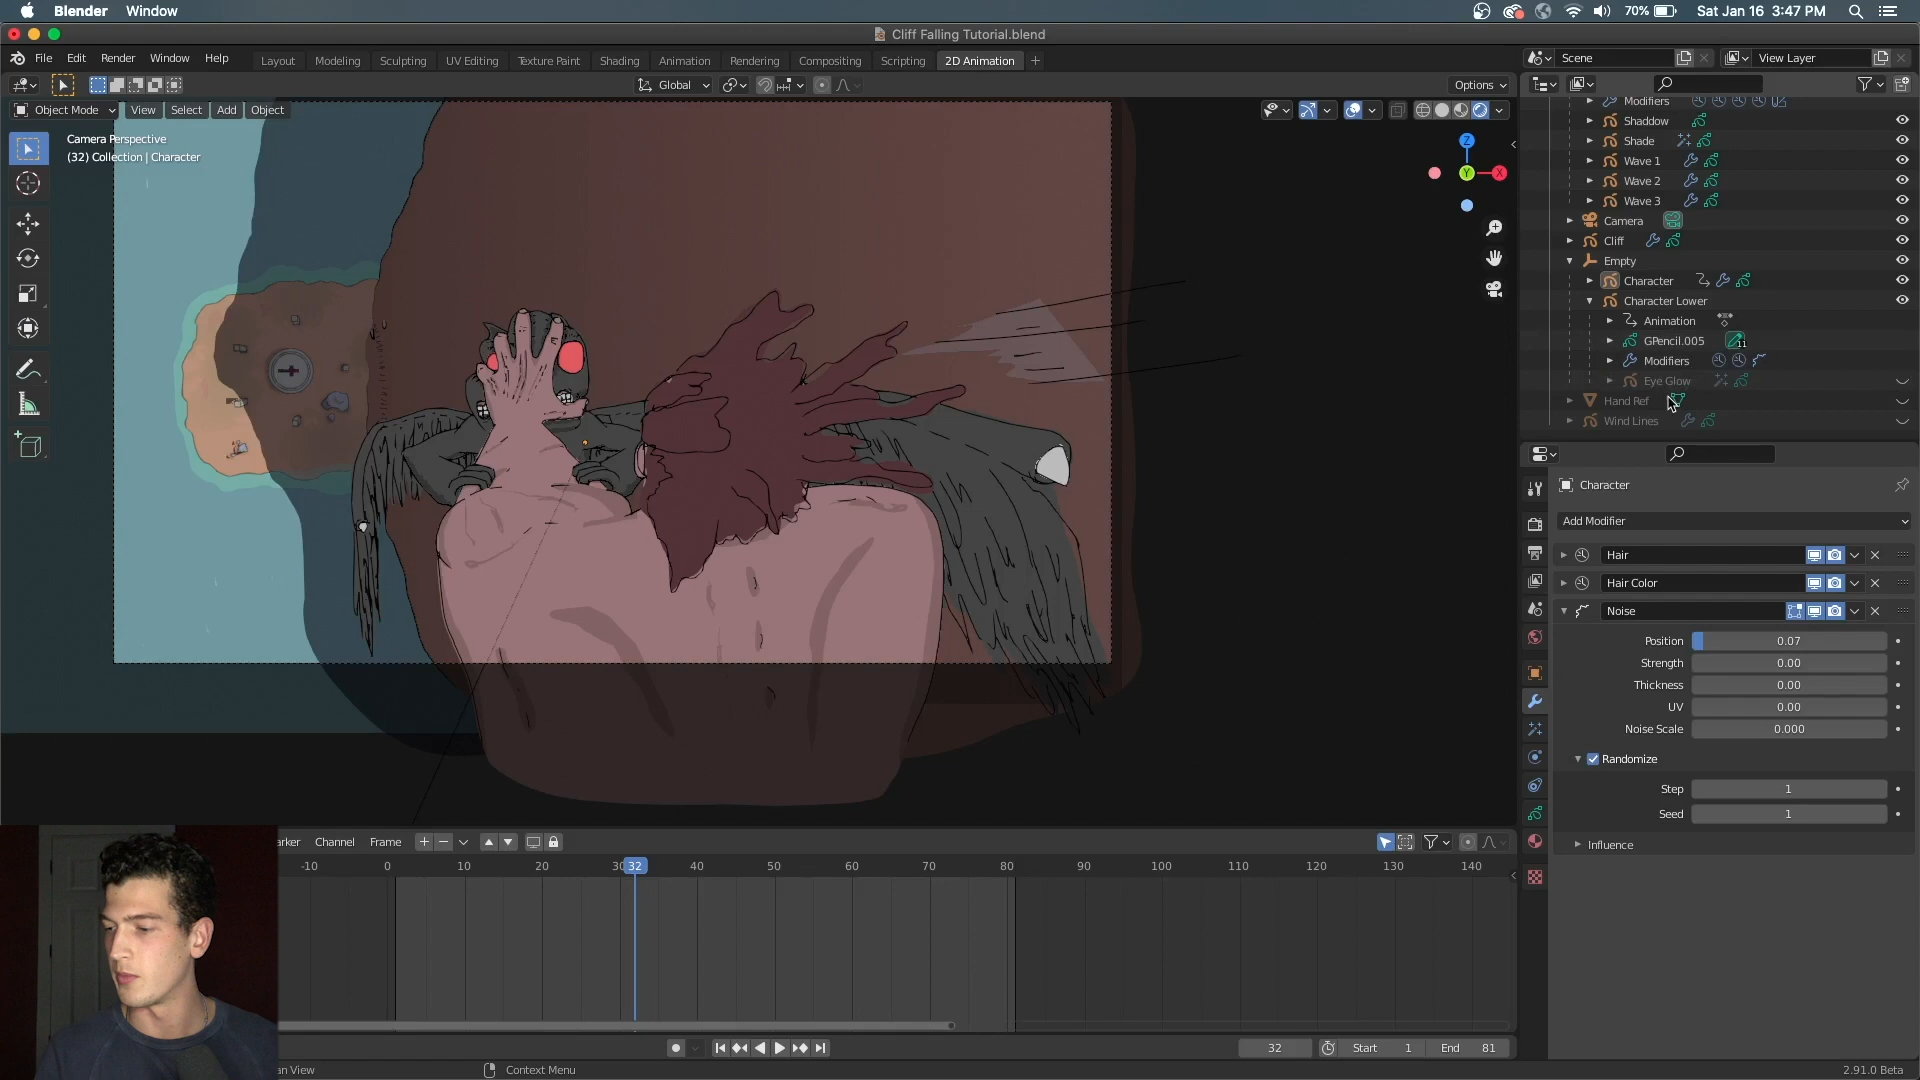 Blender Window 70% Sat Jan 16 3:47 PM
Cliff Falling Tutorial.blend
File Edit Render Window Help Layout Modeling Sculpting UV Editing Texture Paint Shading Animation Rendering Compositing Scripting 2D Animation + Scene View Layer
Global Options
Object Mode View Select Add Object
Camera Perspective
(32) Collection | Character
Z
Y
X
Modifiers
Shaddow
Shade
Wave 1
Wave 2
Wave 3
Camera
Cliff
Empty
Character
Character Lower
Animation
GPencil.005 11
Modifiers
Eye Glow
Hand Ref
Wind Lines
Character
Add Modifier
Hair
Hair Color
Noise
Position 0.07
Strength 0.00
Thickness 0.00
UV 0.00
Noise Scale 0.000
Randomize
Step 1
Seed 1
Influence
arker Channel Frame
-10 0 10 20 30 32 40 50 60 70 80 90 100 110 120 130 140
32 Start 1 End 81
an View Context Menu 2.91.0 Beta